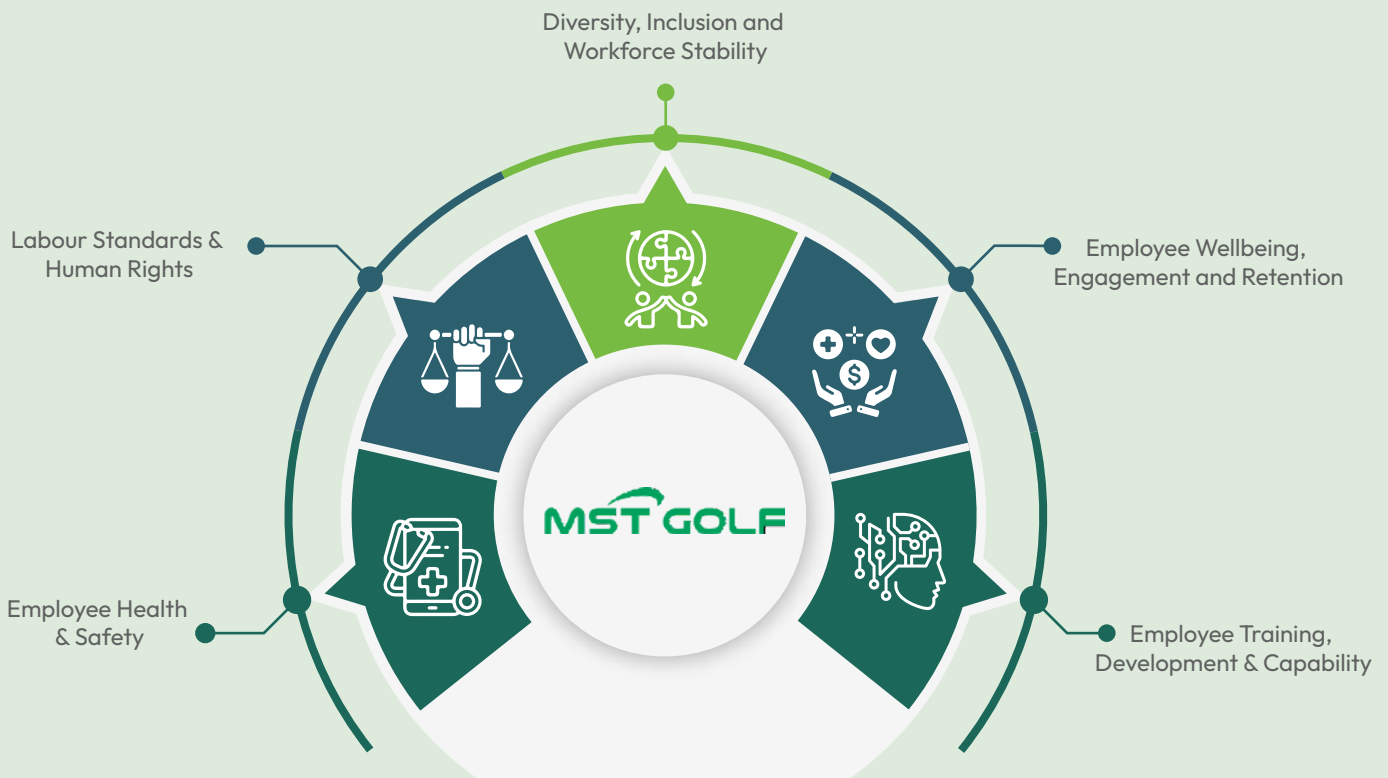 Diversity, Inclusion and
Workforce Stability
Labour Standards &
Human Rights
Employee Wellbeing,
Engagement and Retention
$
MST GOLF
Employee Health
& Safety
Employee Training,
Development & Capability